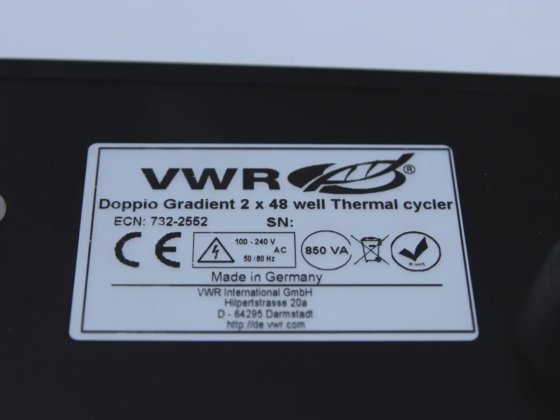 VWR ®
Doppio Gradient 2 x 48 well Thermal cycler
ECN: 732-2552 SN:
CE 100 - 240 V AC 50/60 Hz 850 VA
Made in Germany
VWR International GmbH
Hilpertstrasse 20a
D - 64295 Darmstadt
http://de.vwr.com